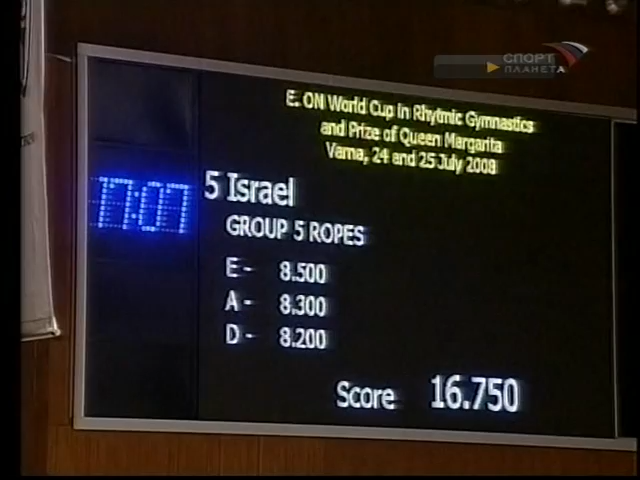 СПОРТ
ПЛАНЕТА
E. ON World Cup in Rhytmic Gymnastics
and Prize of Queen Margarita
Varna, 24 and 25 July 2008
17:07
5 Israel
GROUP 5 ROPES
E - 8.500
A - 8.300
D - 8.200
Score 16.750